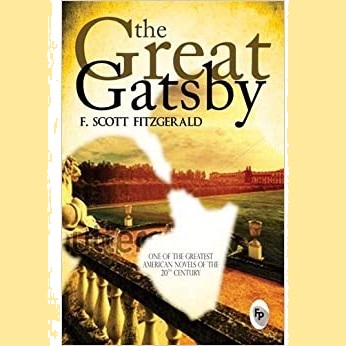 the
Great
Gatsby
F. SCOTT FITZGERALD
ONE OF THE GREATEST
AMERICAN NOVELS OF THE
20TH CENTURY
FP